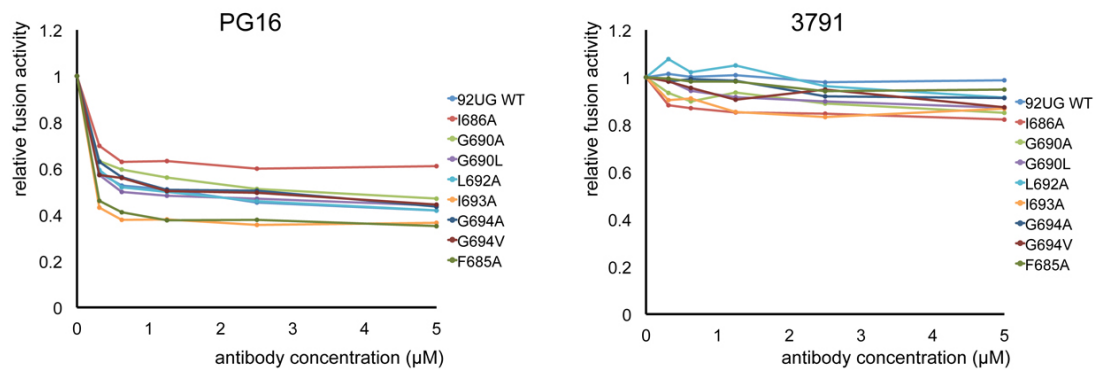 PG16
relative fusion activity
1.2
1
0.8
0.6
0.4
0.2
0
0 1 2 3 4 5
antibody concentration (µM)
92UG WT
I686A
G690A
G690L
L692A
I693A
G694A
G694V
F685A
3791
relative fusion activity
1.2
1
0.8
0.6
0.4
0.2
0
0 1 2 3 4 5
antibody concentration (µM)
92UG WT
I686A
G690A
G690L
L692A
I693A
G694A
G694V
F685A